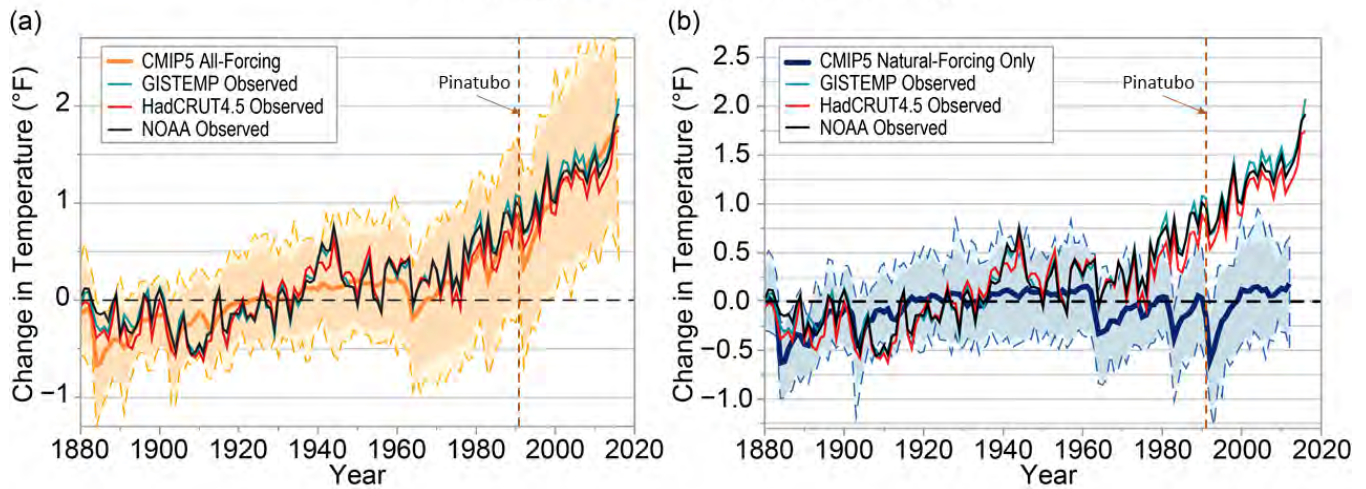 (a)
CMIP5 All-Forcing
GISTEMP Observed
HadCRUT4.5 Observed
NOAA Observed
Pinatubo
Change in Temperature (°F)
2
1
0
−1
1880 1900 1920 1940 1960 1980 2000 2020
Year
(b)
CMIP5 Natural-Forcing Only
GISTEMP Observed
HadCRUT4.5 Observed
NOAA Observed
Pinatubo
Change in Temperature (°F)
2.5
2.0
1.5
1.0
0.5
0.0
−0.5
−1.0
1880 1900 1920 1940 1960 1980 2000 2020
Year